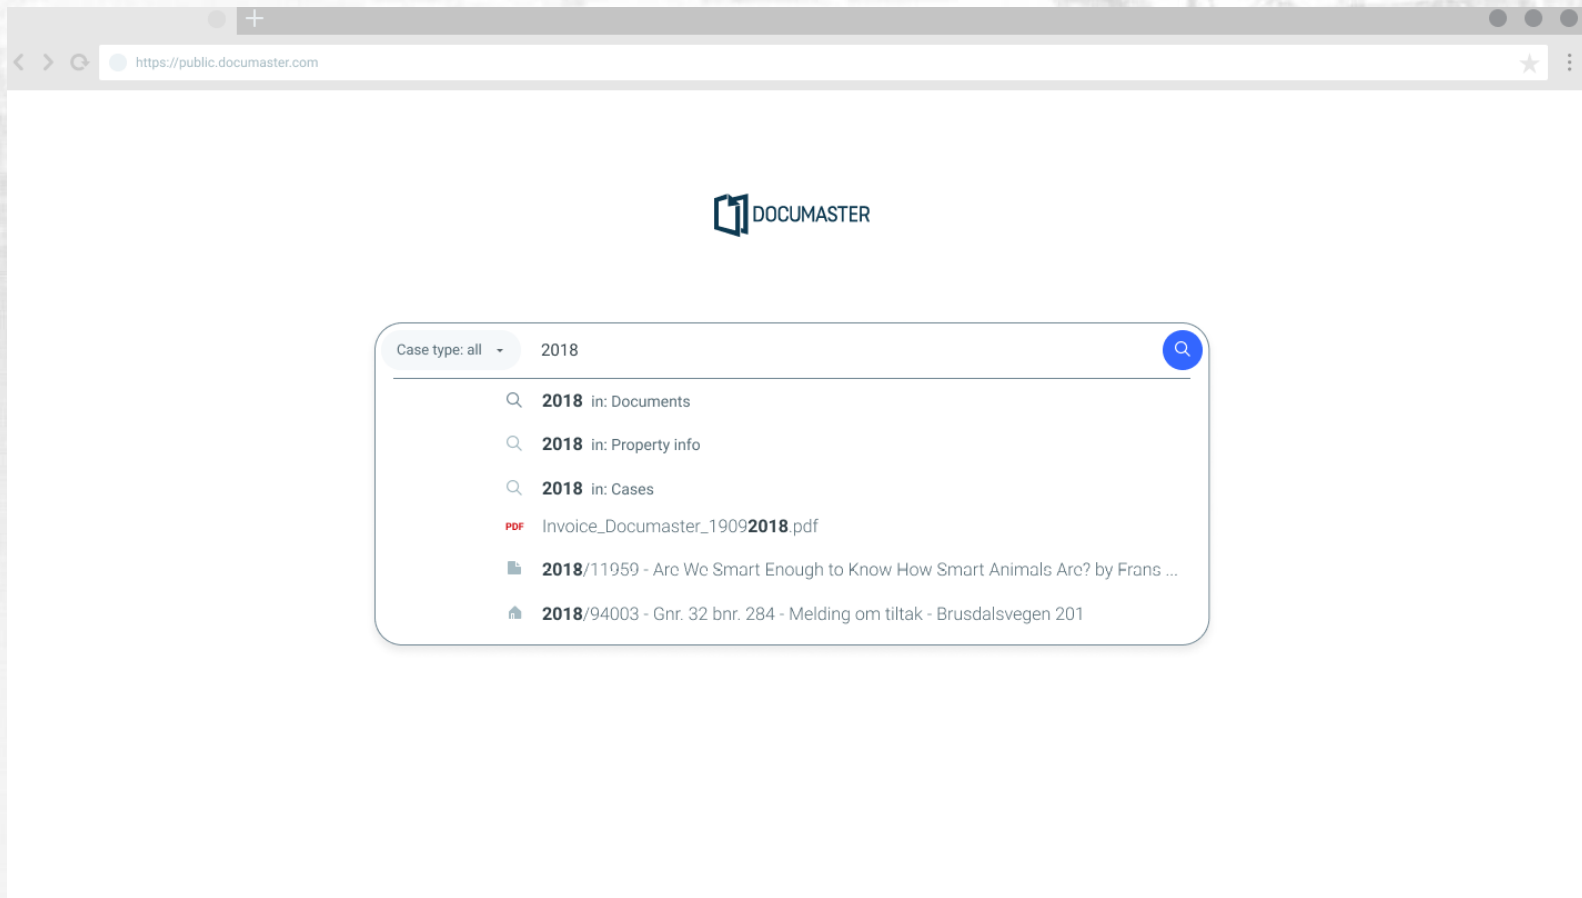 https://public.documaster.com
DOCUMASTER
Case type: all 2018
2018 in: Documents
2018 in: Property info
2018 in: Cases
PDF Invoice_Documaster_19092018.pdf
2018/11959 - Are We Smart Enough to Know How Smart Animals Are? by Frans ...
2018/94003 - Gnr. 32 bnr. 284 - Melding om tiltak - Brusdalsvegen 201